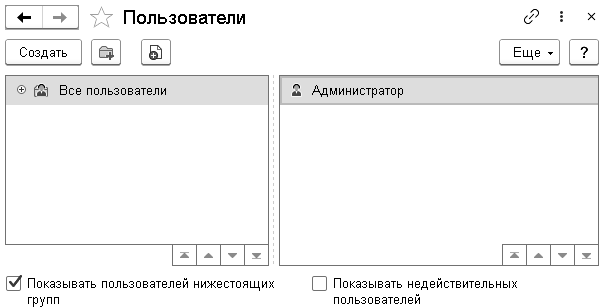 Пользователи
Создать
Еще
?
Все пользователи
Администратор
Показывать пользователей нижестоящих
групп
Показывать недействительных
пользователей